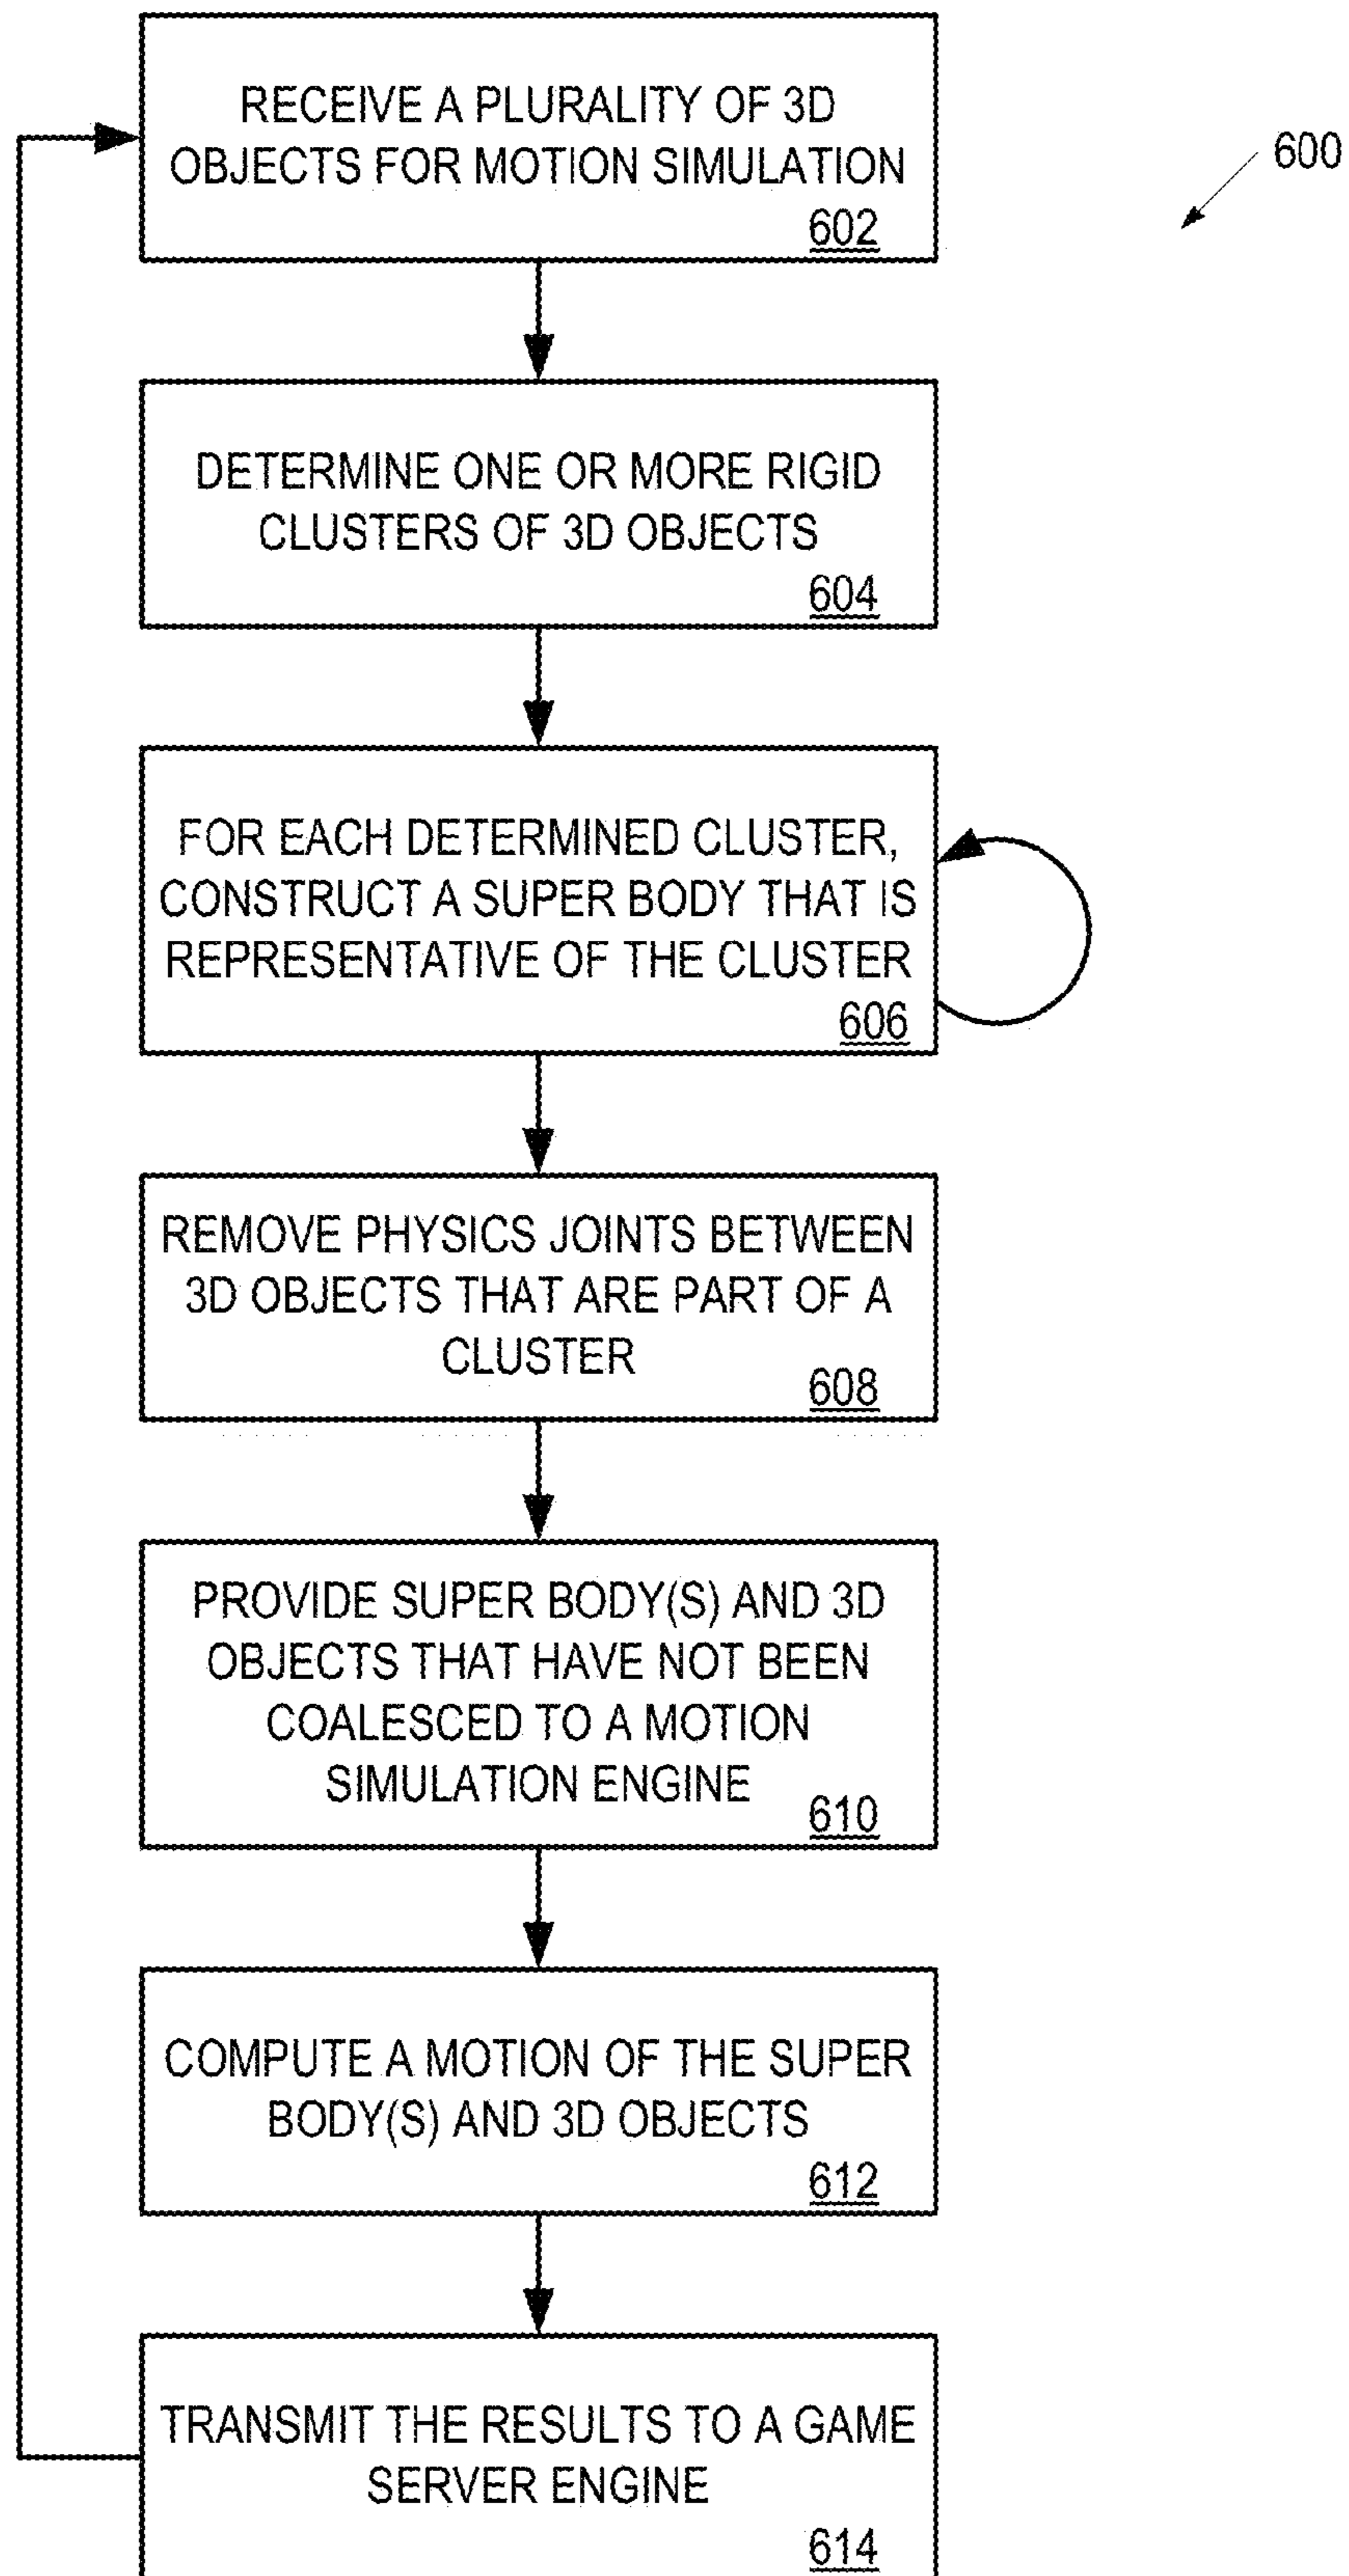 RECEIVE A PLURALITY OF 3D
OBJECTS FOR MOTION SIMULATION
602
600
DETERMINE ONE OR MORE RIGID
CLUSTERS OF 3D OBJECTS
604
FOR EACH DETERMINED CLUSTER,
CONSTRUCT A SUPER BODY THAT IS
REPRESENTATIVE OF THE CLUSTER
606
REMOVE PHYSICS JOINTS BETWEEN
3D OBJECTS THAT ARE PART OF A
CLUSTER
608
PROVIDE SUPER BODY(S) AND 3D
OBJECTS THAT HAVE NOT BEEN
COALESCED TO A MOTION
SIMULATION ENGINE
610
COMPUTE A MOTION OF THE SUPER
BODY(S) AND 3D OBJECTS
612
TRANSMIT THE RESULTS TO A GAME
SERVER ENGINE
614